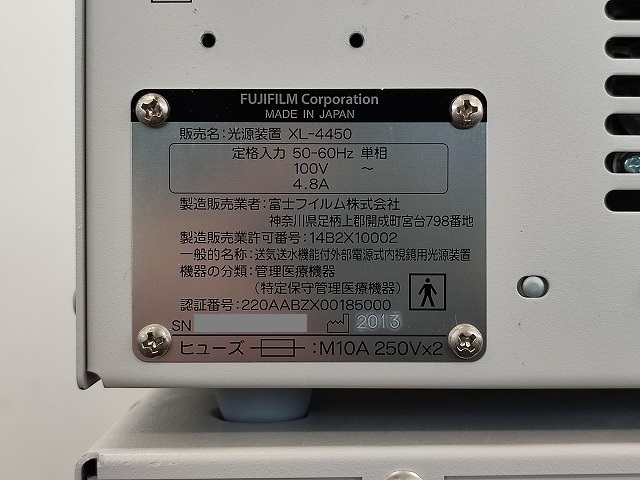 FUJIFILM Corporation
MADE IN JAPAN
販売名:光源装置 XL-4450
定格入力 50-60Hz 単相
100V ～
4.8A
製造販売業者:富士フイルム株式会社
神奈川県足柄上郡開成町宮台798番地
製造販売業許可番号:14B2X10002
一般的名称:送気送水機能付外部電源式内視鏡用光源装置
機器の分類:管理医療機器
(特定保守管理医療機器)
認証番号:220AABZX00185000
SN 2013
ヒューズ :M10A 250V×2